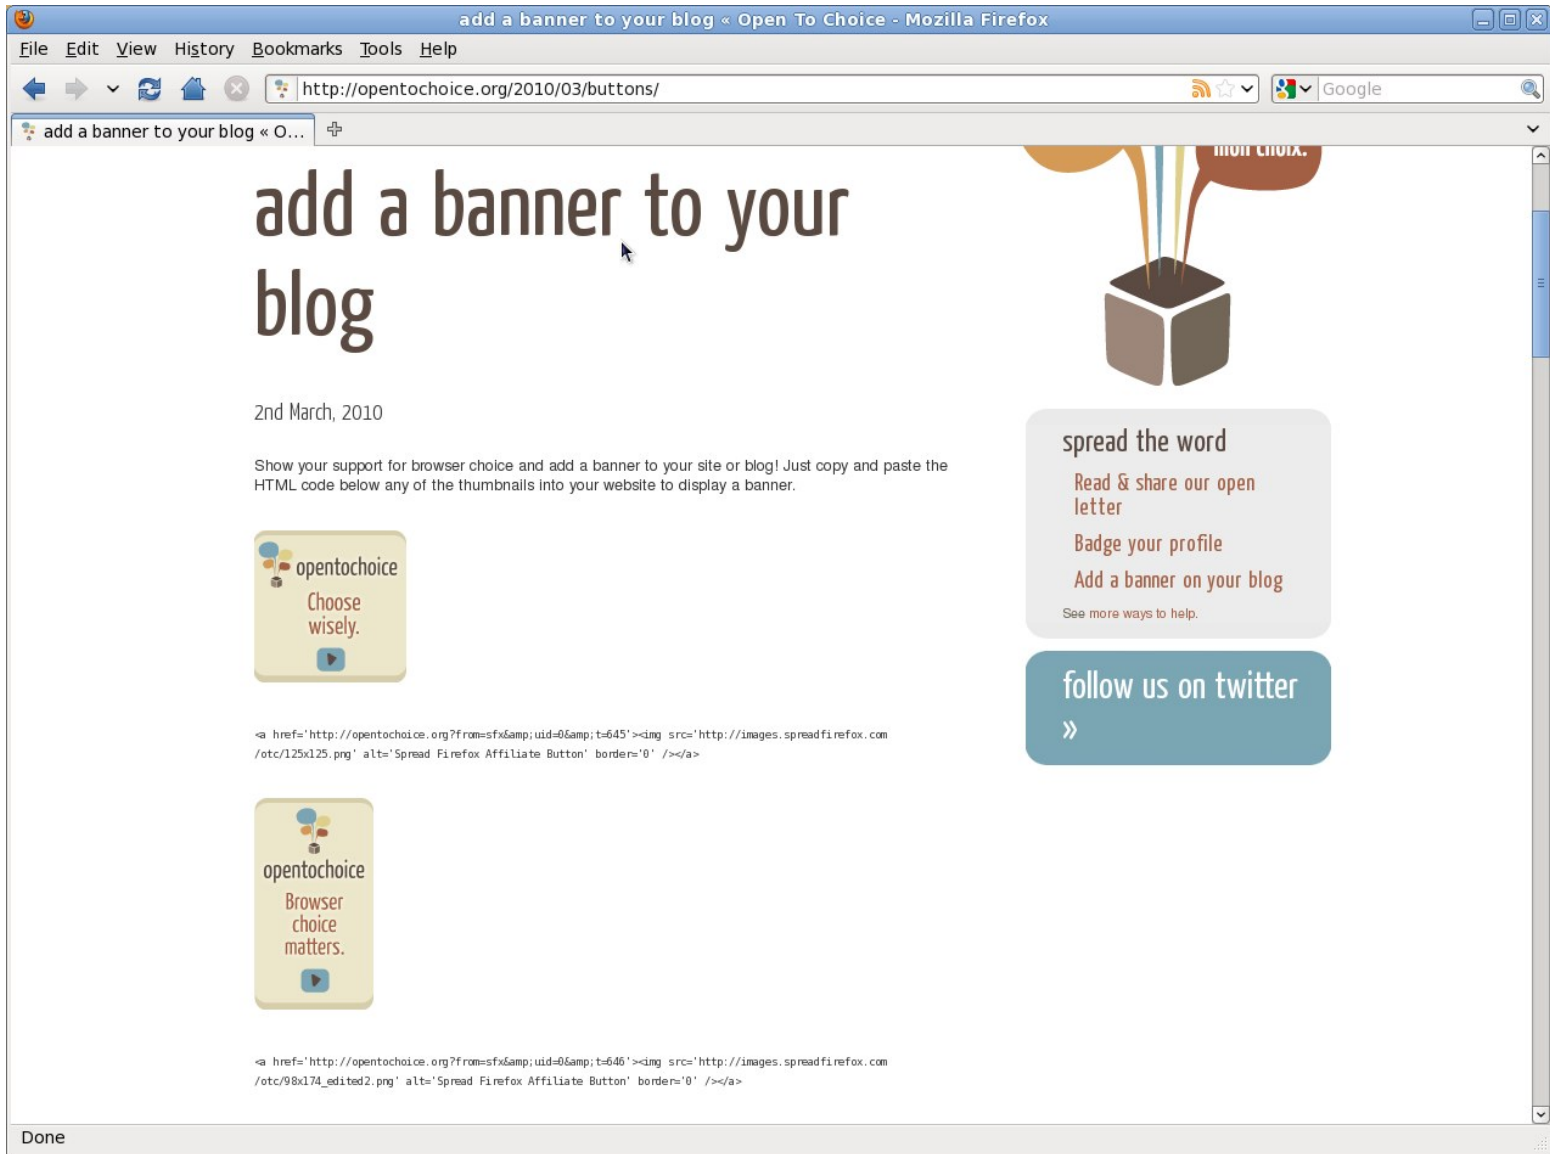 add a banner to your blog « Open To Choice - Mozilla Firefox
File Edit View History Bookmarks Tools Help
http://opentochoice.org/2010/03/buttons/
Google
add a banner to your blog « O...
mon choix.
add a banner to your
blog
2nd March, 2010
Show your support for browser choice and add a banner to your site or blog! Just copy and paste the
HTML code below any of the thumbnails into your website to display a banner.
opentochoice
Choose
wisely.
<a href='http://opentochoice.org?from=sfx&amp;uid=0&amp;t=645'><img src='http://images.spreadfirefox.com
/otc/125x125.png' alt='Spread Firefox Affiliate Button' border='0' /></a>
opentochoice
Browser
choice
matters.
<a href='http://opentochoice.org?from=sfx&amp;uid=0&amp;t=646'><img src='http://images.spreadfirefox.com
/otc/98x174_edited2.png' alt='Spread Firefox Affiliate Button' border='0' /></a>
spread the word
Read & share our open
letter
Badge your profile
Add a banner on your blog
See more ways to help.
follow us on twitter
»
Done